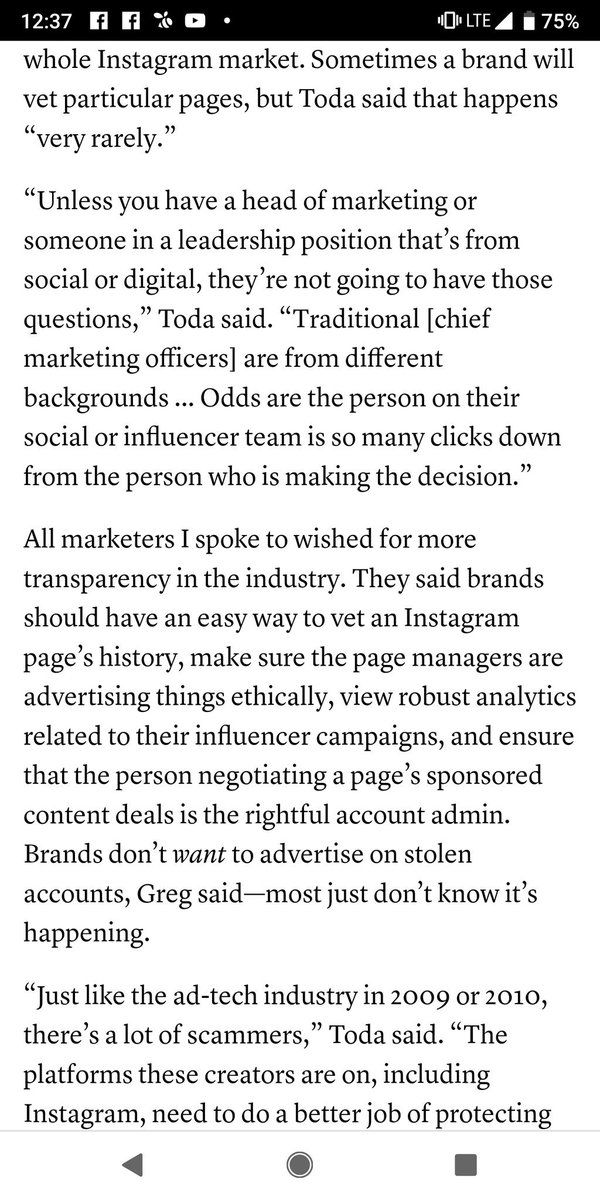 12:37
LTE
75%
whole Instagram market. Sometimes a brand will
vet particular pages, but Toda said that happens
“very rarely.”
“Unless you have a head of marketing or
someone in a leadership position that’s from
social or digital, they’re not going to have those
questions,” Toda said. “Traditional [chief
marketing officers] are from different
backgrounds ... Odds are the person on their
social or influencer team is so many clicks down
from the person who is making the decision.”
All marketers I spoke to wished for more
transparency in the industry. They said brands
should have an easy way to vet an Instagram
page’s history, make sure the page managers are
advertising things ethically, view robust analytics
related to their influencer campaigns, and ensure
that the person negotiating a page’s sponsored
content deals is the rightful account admin.
Brands don’t want to advertise on stolen
accounts, Greg said—most just don’t know it’s
happening.
“Just like the ad-tech industry in 2009 or 2010,
there’s a lot of scammers,” Toda said. “The
platforms these creators are on, including
Instagram, need to do a better job of protecting